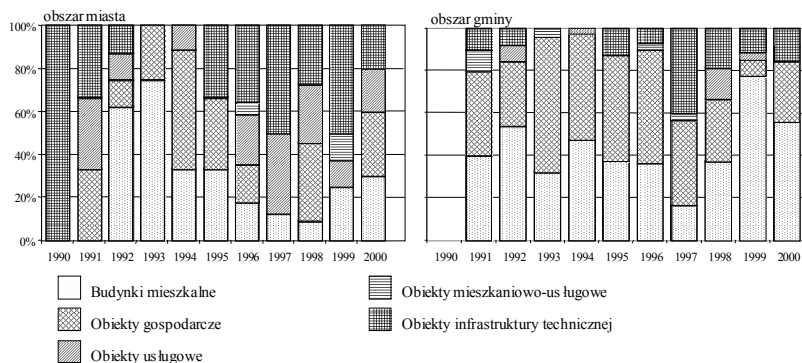 obszar miasta
obszar gminy
100%
80%
60%
40%
20%
0%
1990 1991 1992 1993 1994 1995 1996 1997 1998 1999 2000
1990 1991 1992 1993 1994 1995 1996 1997 1998 1999 2000
Budynki mieszkalne
Obiekty mieszkaniowo-us ługowe
Obiekty gospodarcze
Obiekty infrastruktury technicznej
Obiekty usługowe